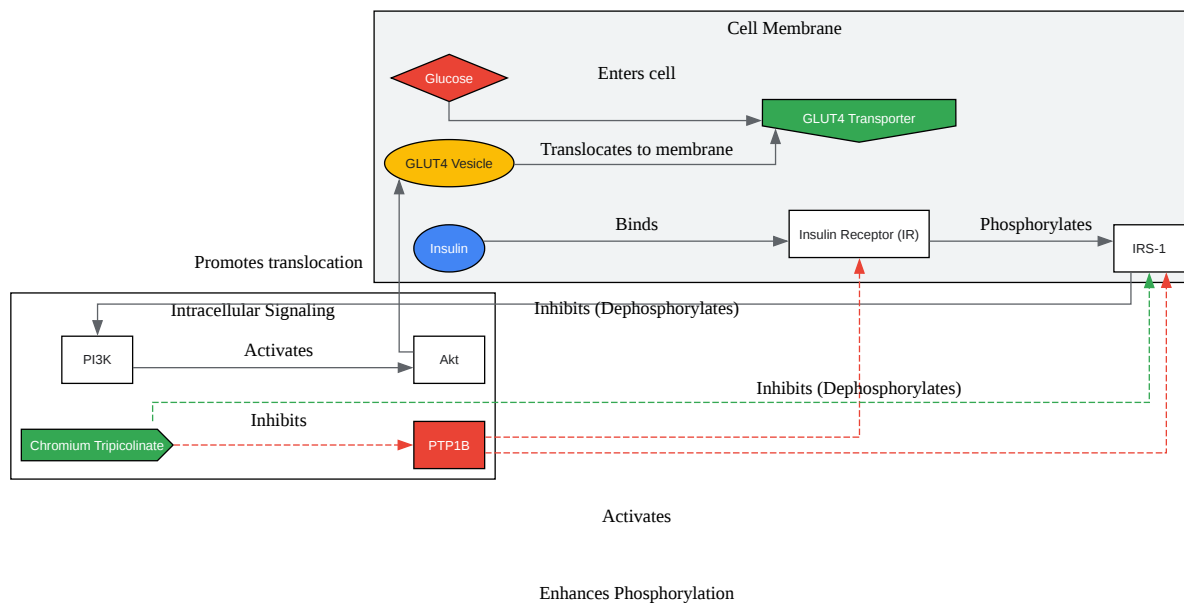 Cell Membrane
Glucose
Enters cell
GLUT4 Transporter
GLUT4 Vesicle
Translocates to membrane
Insulin
Binds
Insulin Receptor (IR)
Phosphorylates
IRS-1
Promotes translocation
Intracellular Signaling
Inhibits (Dephosphorylates)
PI3K
Activates
Akt
Inhibits (Dephosphorylates)
Chromium Tripicolinate
Inhibits
PTP1B
Activates
Enhances Phosphorylation